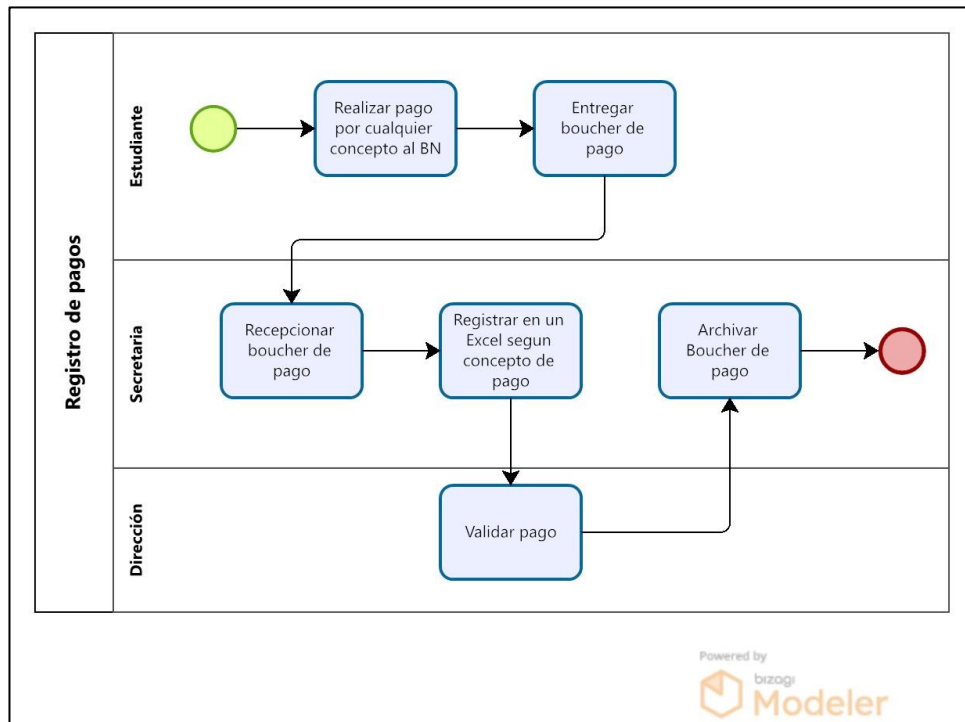 Registro de pagos
Estudiante
Realizar pago
por cualquier
concepto al BN
Entregar
boucher de
pago
Secretaria
Recepcionar
boucher de
pago
Registrar en un
Excel segun
concepto de
pago
Archivar
Boucher de
pago
Dirección
Validar pago
Powered by
bizagi
Modeler